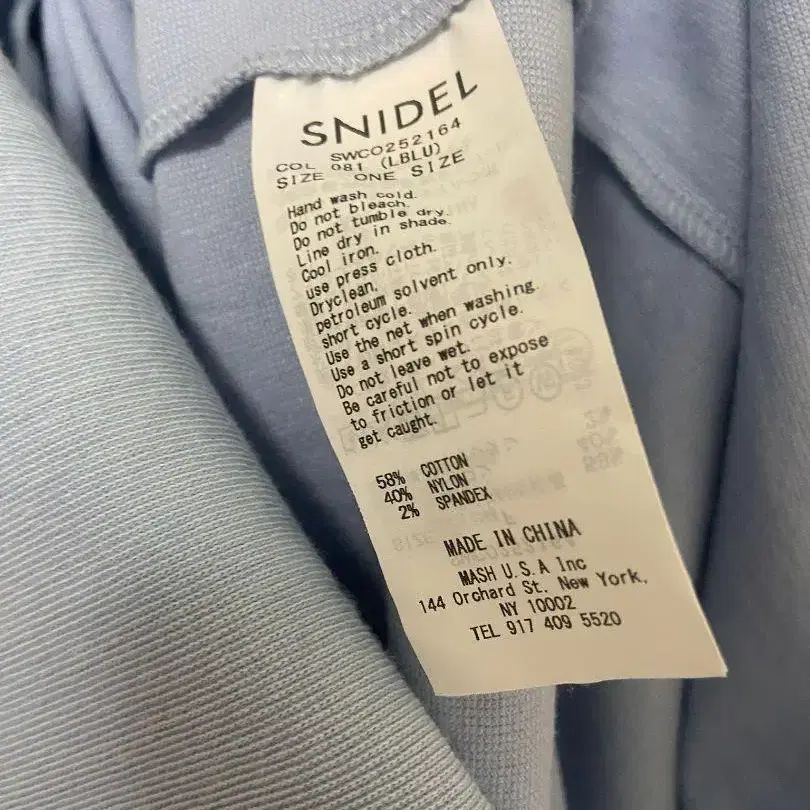 SNIDEL
SWCO252164
COL 081 (LBLU)
SIZE ONE SIZE
Hand wash cold.
Do not bleach.
Do not tumble dry.
Line dry in shade.
Cool iron.
use press cloth.
Dryclean.
petroleum solvent only.
short cycle.
Use the net when washing.
Use a short spin cycle.
Do not leave wet.
Be careful not to expose
to friction or let it
get caught.
58% COTTON
40% NYLON
2% SPANDEX
MADE IN CHINA
MASH U.S.A Inc
144 Orchard St. New York,
NY 10002
TEL 917 409 5520